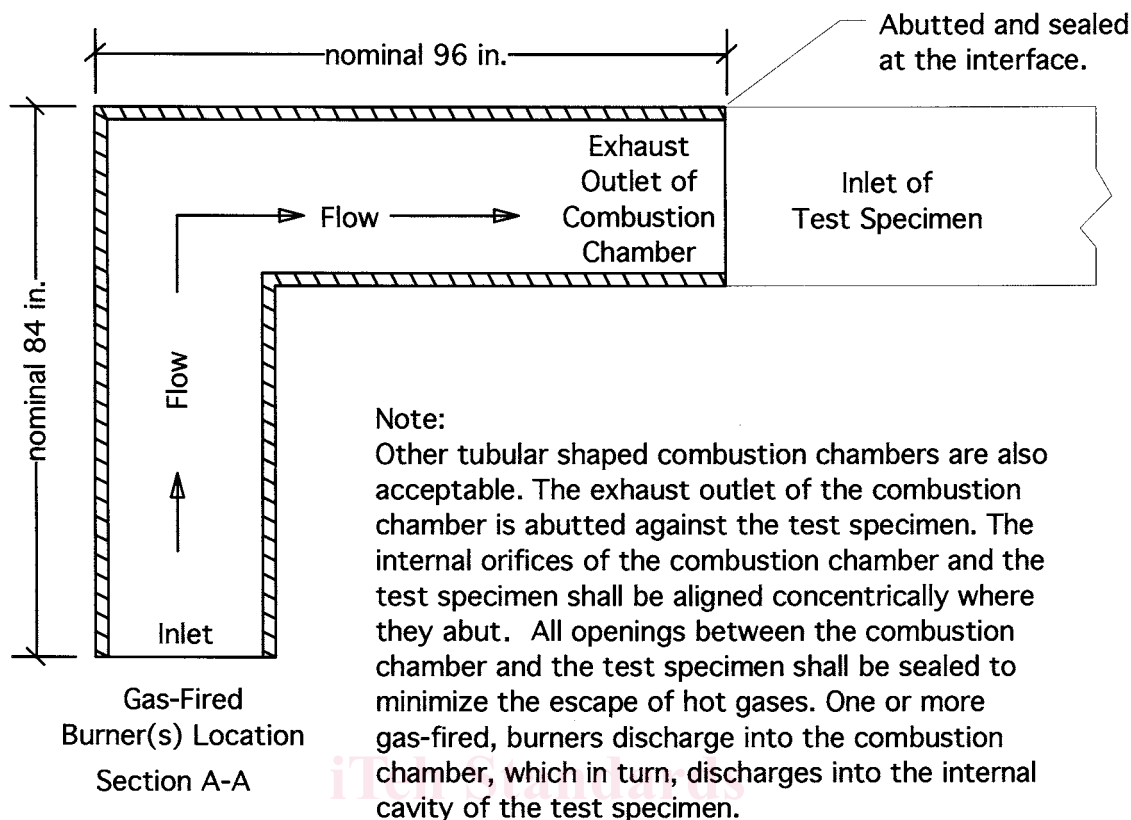 nominal 96 in.
Abutted and sealed
at the interface.
Exhaust
Outlet of
Combustion
Chamber
Inlet of
Test Specimen
Flow
nominal 84 in.
Flow
Inlet
Gas-Fired
Burner(s) Location
Section A-A
Note:
Other tubular shaped combustion chambers are also
acceptable. The exhaust outlet of the combustion
chamber is abutted against the test specimen. The
internal orifices of the combustion chamber and the
test specimen shall be aligned concentrically where
they abut. All openings between the combustion
chamber and the test specimen shall be sealed to
minimize the escape of hot gases. One or more
gas-fired, burners discharge into the combustion
chamber, which in turn, discharges into the internal
cavity of the test specimen.
iTeh Standards